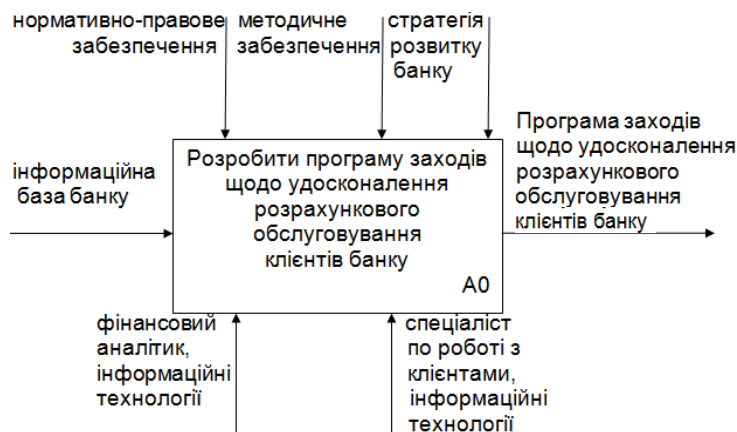 нормативно-правове
забезпечення
методичне
забезпечення
стратегія
розвитку
банку
інформаційна
база банку
Розробити програму заходів
щодо удосконалення
розрахункового
обслуговування
клієнтів банку
А0
Програма заходів
щодо удосконалення
розрахункового
обслуговування
клієнтів банку
фінансовий
аналітик,
інформаційні
технології
спеціаліст
по роботі з
клієнтами,
інформаційні
технології